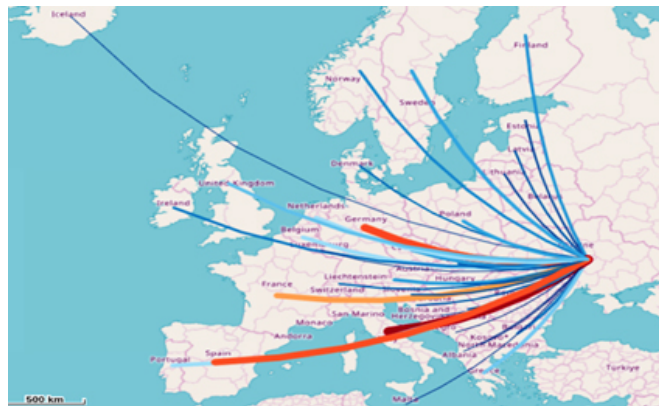 Iceland
Finland
Norway
Sweden
Estonia
Latvia
Denmark
Lithuania
United Kingdom
Belarus
Ireland
Netherlands
Poland
Germany
Belgium
Luxembourg
Austria
Liechtenstein
Hungary
France
Switzerland
San Marino
Bosnia and
Herzegovina
Monaco
Andorra
Kosovo
North Macedonia
Albania
Spain
Portugal
Greece
Türkiye
Malta
500 km